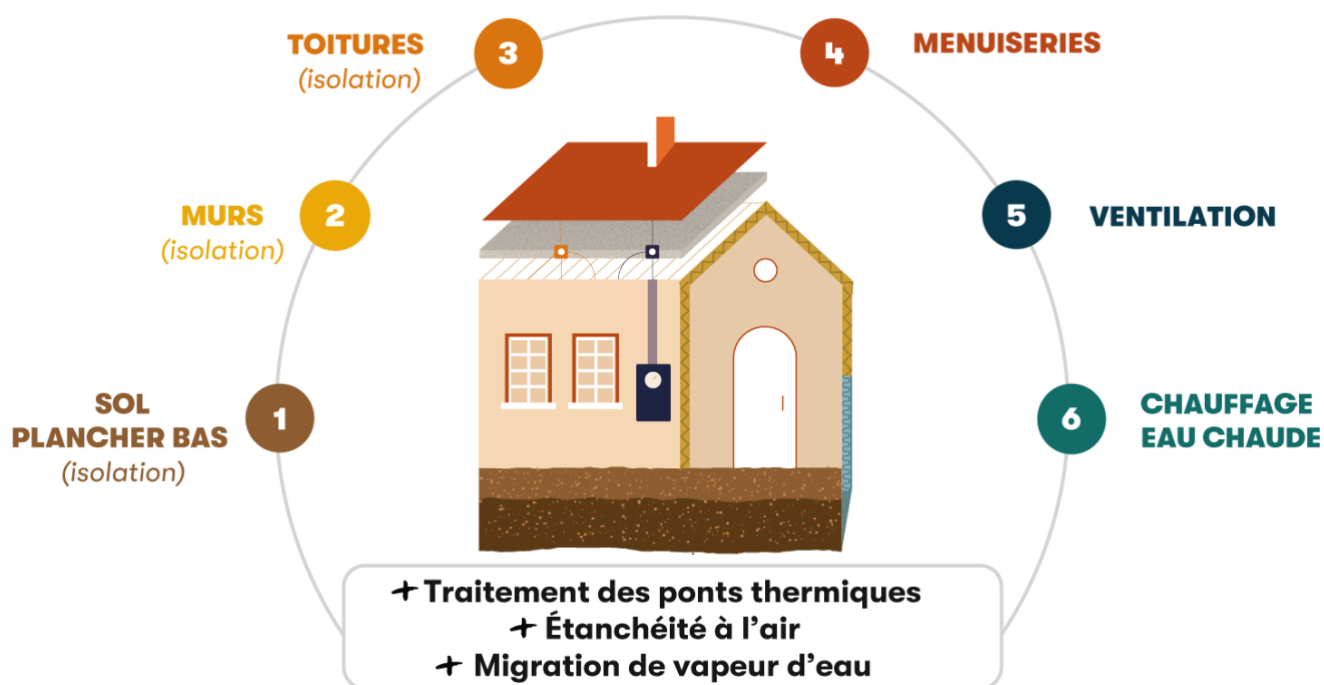 TOITURES
(isolation)
3
4
MENUISERIES
MURS
(isolation)
2
5
VENTILATION
SOL
PLANCHER BAS
(isolation)
1
6
CHAUFFAGE
EAU CHAUDE
+ Traitement des ponts thermiques
+ Étanchéité à l’air
+ Migration de vapeur d’eau